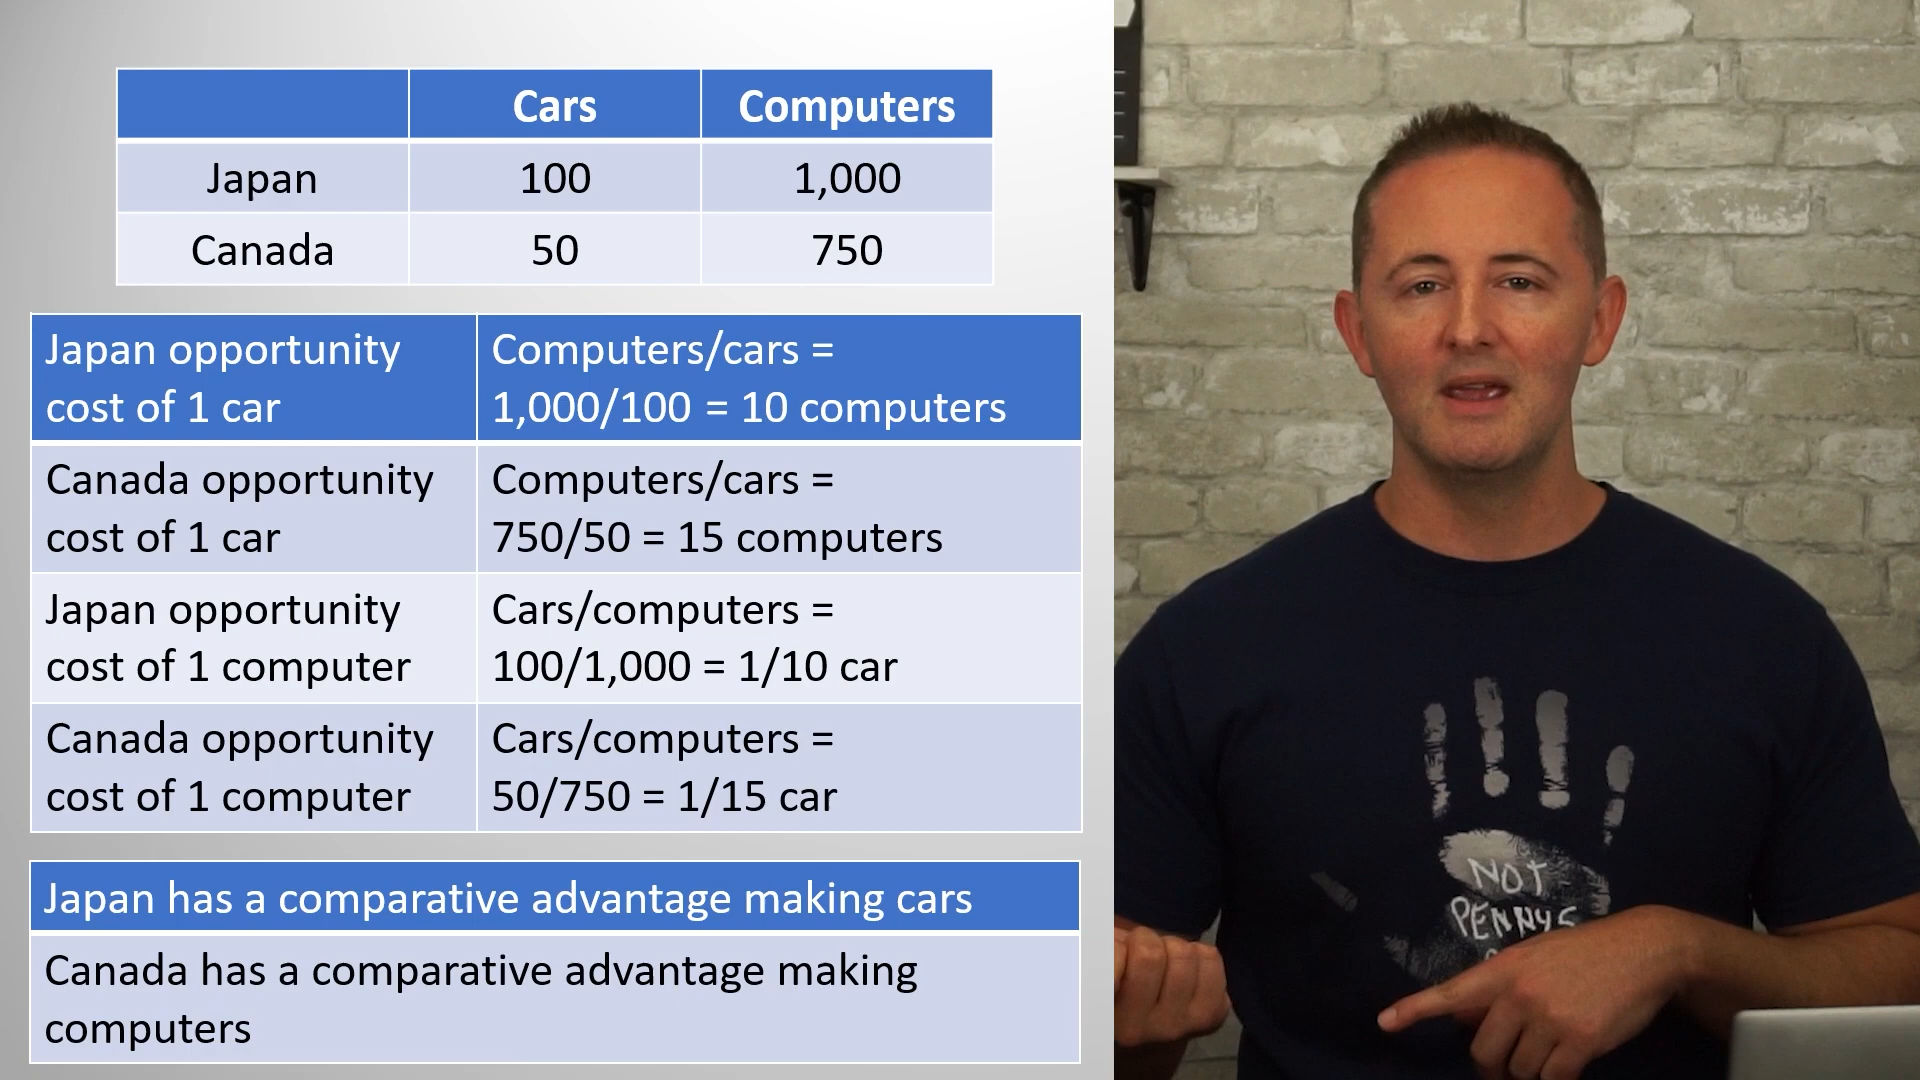 Cars Computers
Japan 100 1,000
Canada 50 750
Japan opportunity
cost of 1 car
Computers/cars =
1,000/100 = 10 computers
Canada opportunity
cost of 1 car
Computers/cars =
750/50 = 15 computers
Japan opportunity
cost of 1 computer
Cars/computers =
100/1,000 = 1/10 car
Canada opportunity
cost of 1 computer
Cars/computers =
50/750 = 1/15 car
Japan has a comparative advantage making cars
Canada has a comparative advantage making
computers
NOT
PENNYS